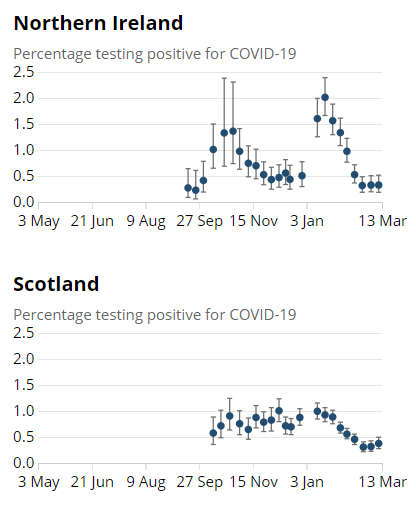 Northern Ireland
Percentage testing positive for COVID-19
2.5
2.0
1.5
1.0
0.5
0.0
3 May 21 Jun 9 Aug 27 Sep 15 Nov 3 Jan 13 Mar
Scotland
Percentage testing positive for COVID-19
2.5
2.0
1.5
1.0
0.5
0.0
3 May 21 Jun 9 Aug 27 Sep 15 Nov 3 Jan 13 Mar